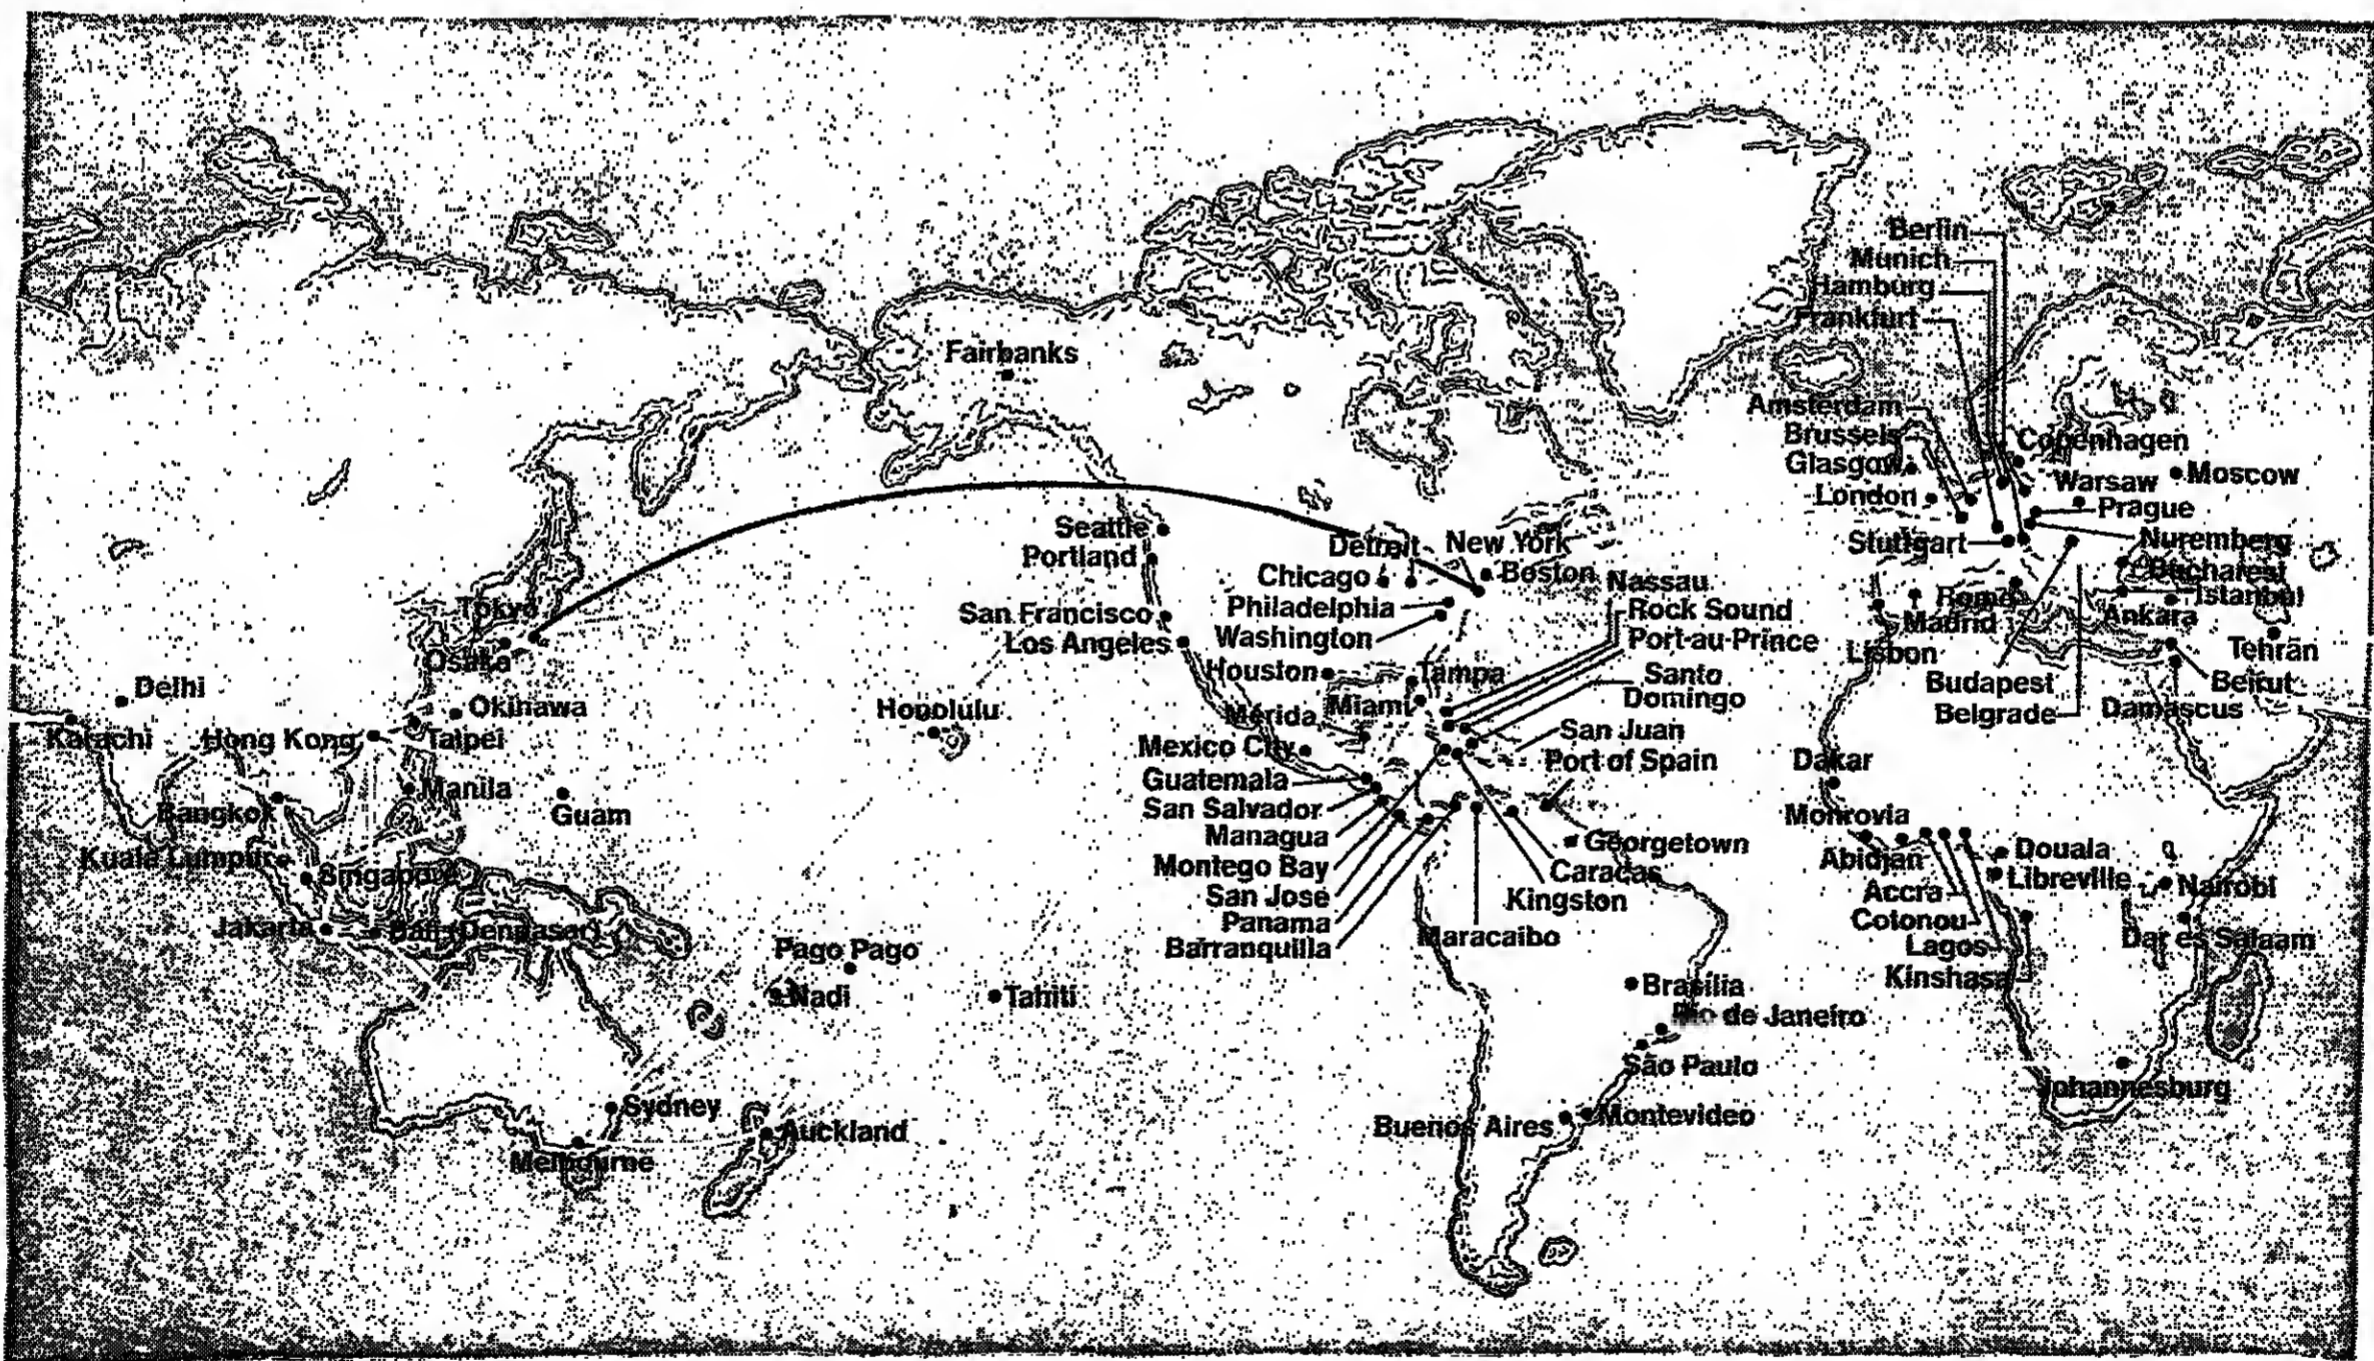 Berlin
Munich
Hamburg
Frankfurt
Fairbanks
Amsterdam
Brussels
Copenhagen
Glasgow
Moscow
Warsaw
London
Prague
Seattle
Stuttgart
Nuremberg
Detroit
New York
Portland
Bucharest
Chicago
Boston
Nassau
Istanbul
Rome
Tokyo
Philadelphia
Rock Sound
San Francisco
Ankara
Madrid
Washington
Port-au-Prince
Los Angeles
Tehran
Lisbon
Osaka
Houston
Tampa
Santo
Domingo
Budapest
Beirut
Delhi
Okinawa
Honolulu
Miami
Mérida
Belgrade
Damascus
Karachi
Hong Kong
Taipei
San Juan
Mexico City
Port of Spain
Dakar
Guatemala
Manila
Guam
San Salvador
Bangkok
Monrovia
Managua
Georgetown
Douala
Kuala Lumpur
Abidjan
Montego Bay
Caracas
Singapore
Libreville
Nairobi
San José
Kingston
Accra
Panama
Colonou
Jakarta
Bali (Denpasar)
Maracaibo
Dar es Salaam
Barranquilla
Lagos
Pago Pago
Kinshasa
Brasília
Nadi
Tahiti
Rio de Janeiro
São Paulo
Johannesburg
Sydney
Montevideo
Buenos Aires
Auckland
Melbourne